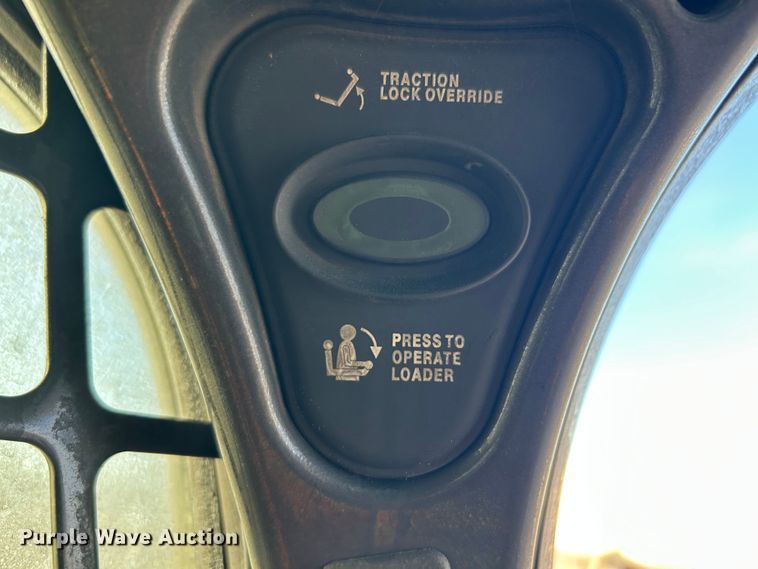 TRACTION
LOCK OVERRIDE
PRESS TO
OPERATE
LOADER
Purple Wave Auction